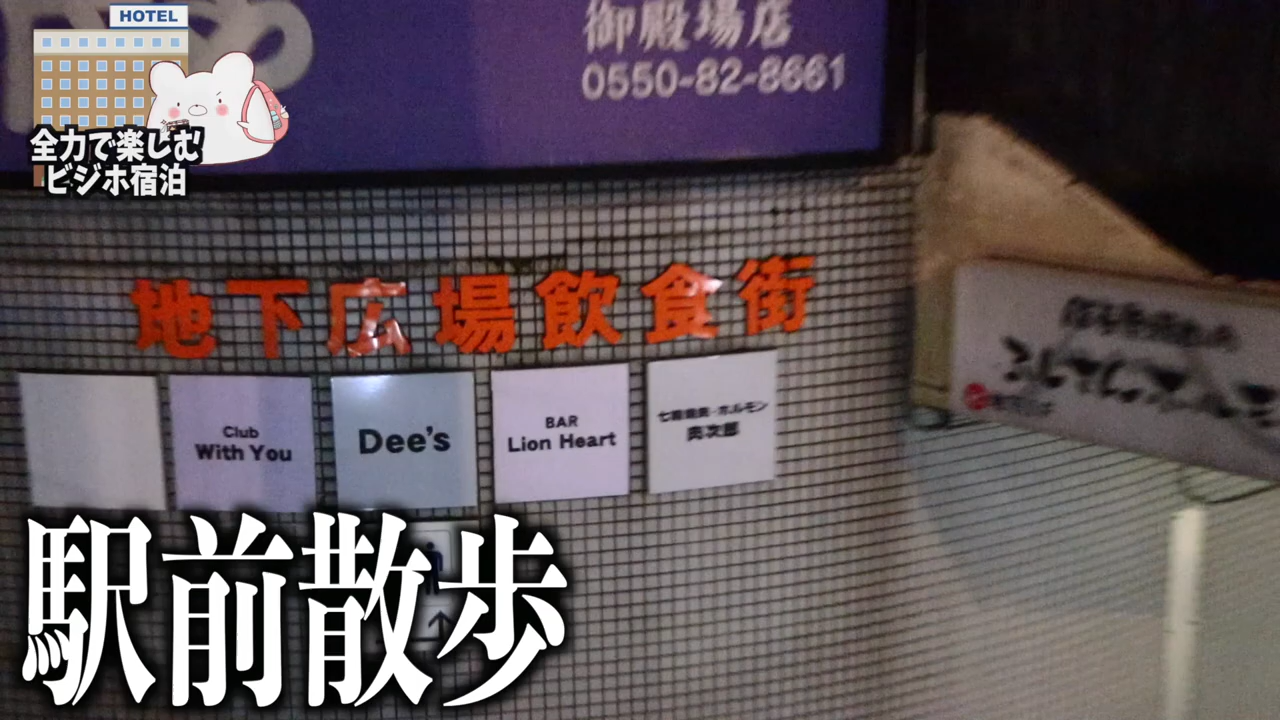 HOTEL
全力で楽しむ
ビジホ宿泊
御殿場店
0550-82-8661
地下広場飲食街
Club
With You
Dee's
BAR
Lion Heart
七輪焼肉・ホルモン
肉次郎
駅前散歩